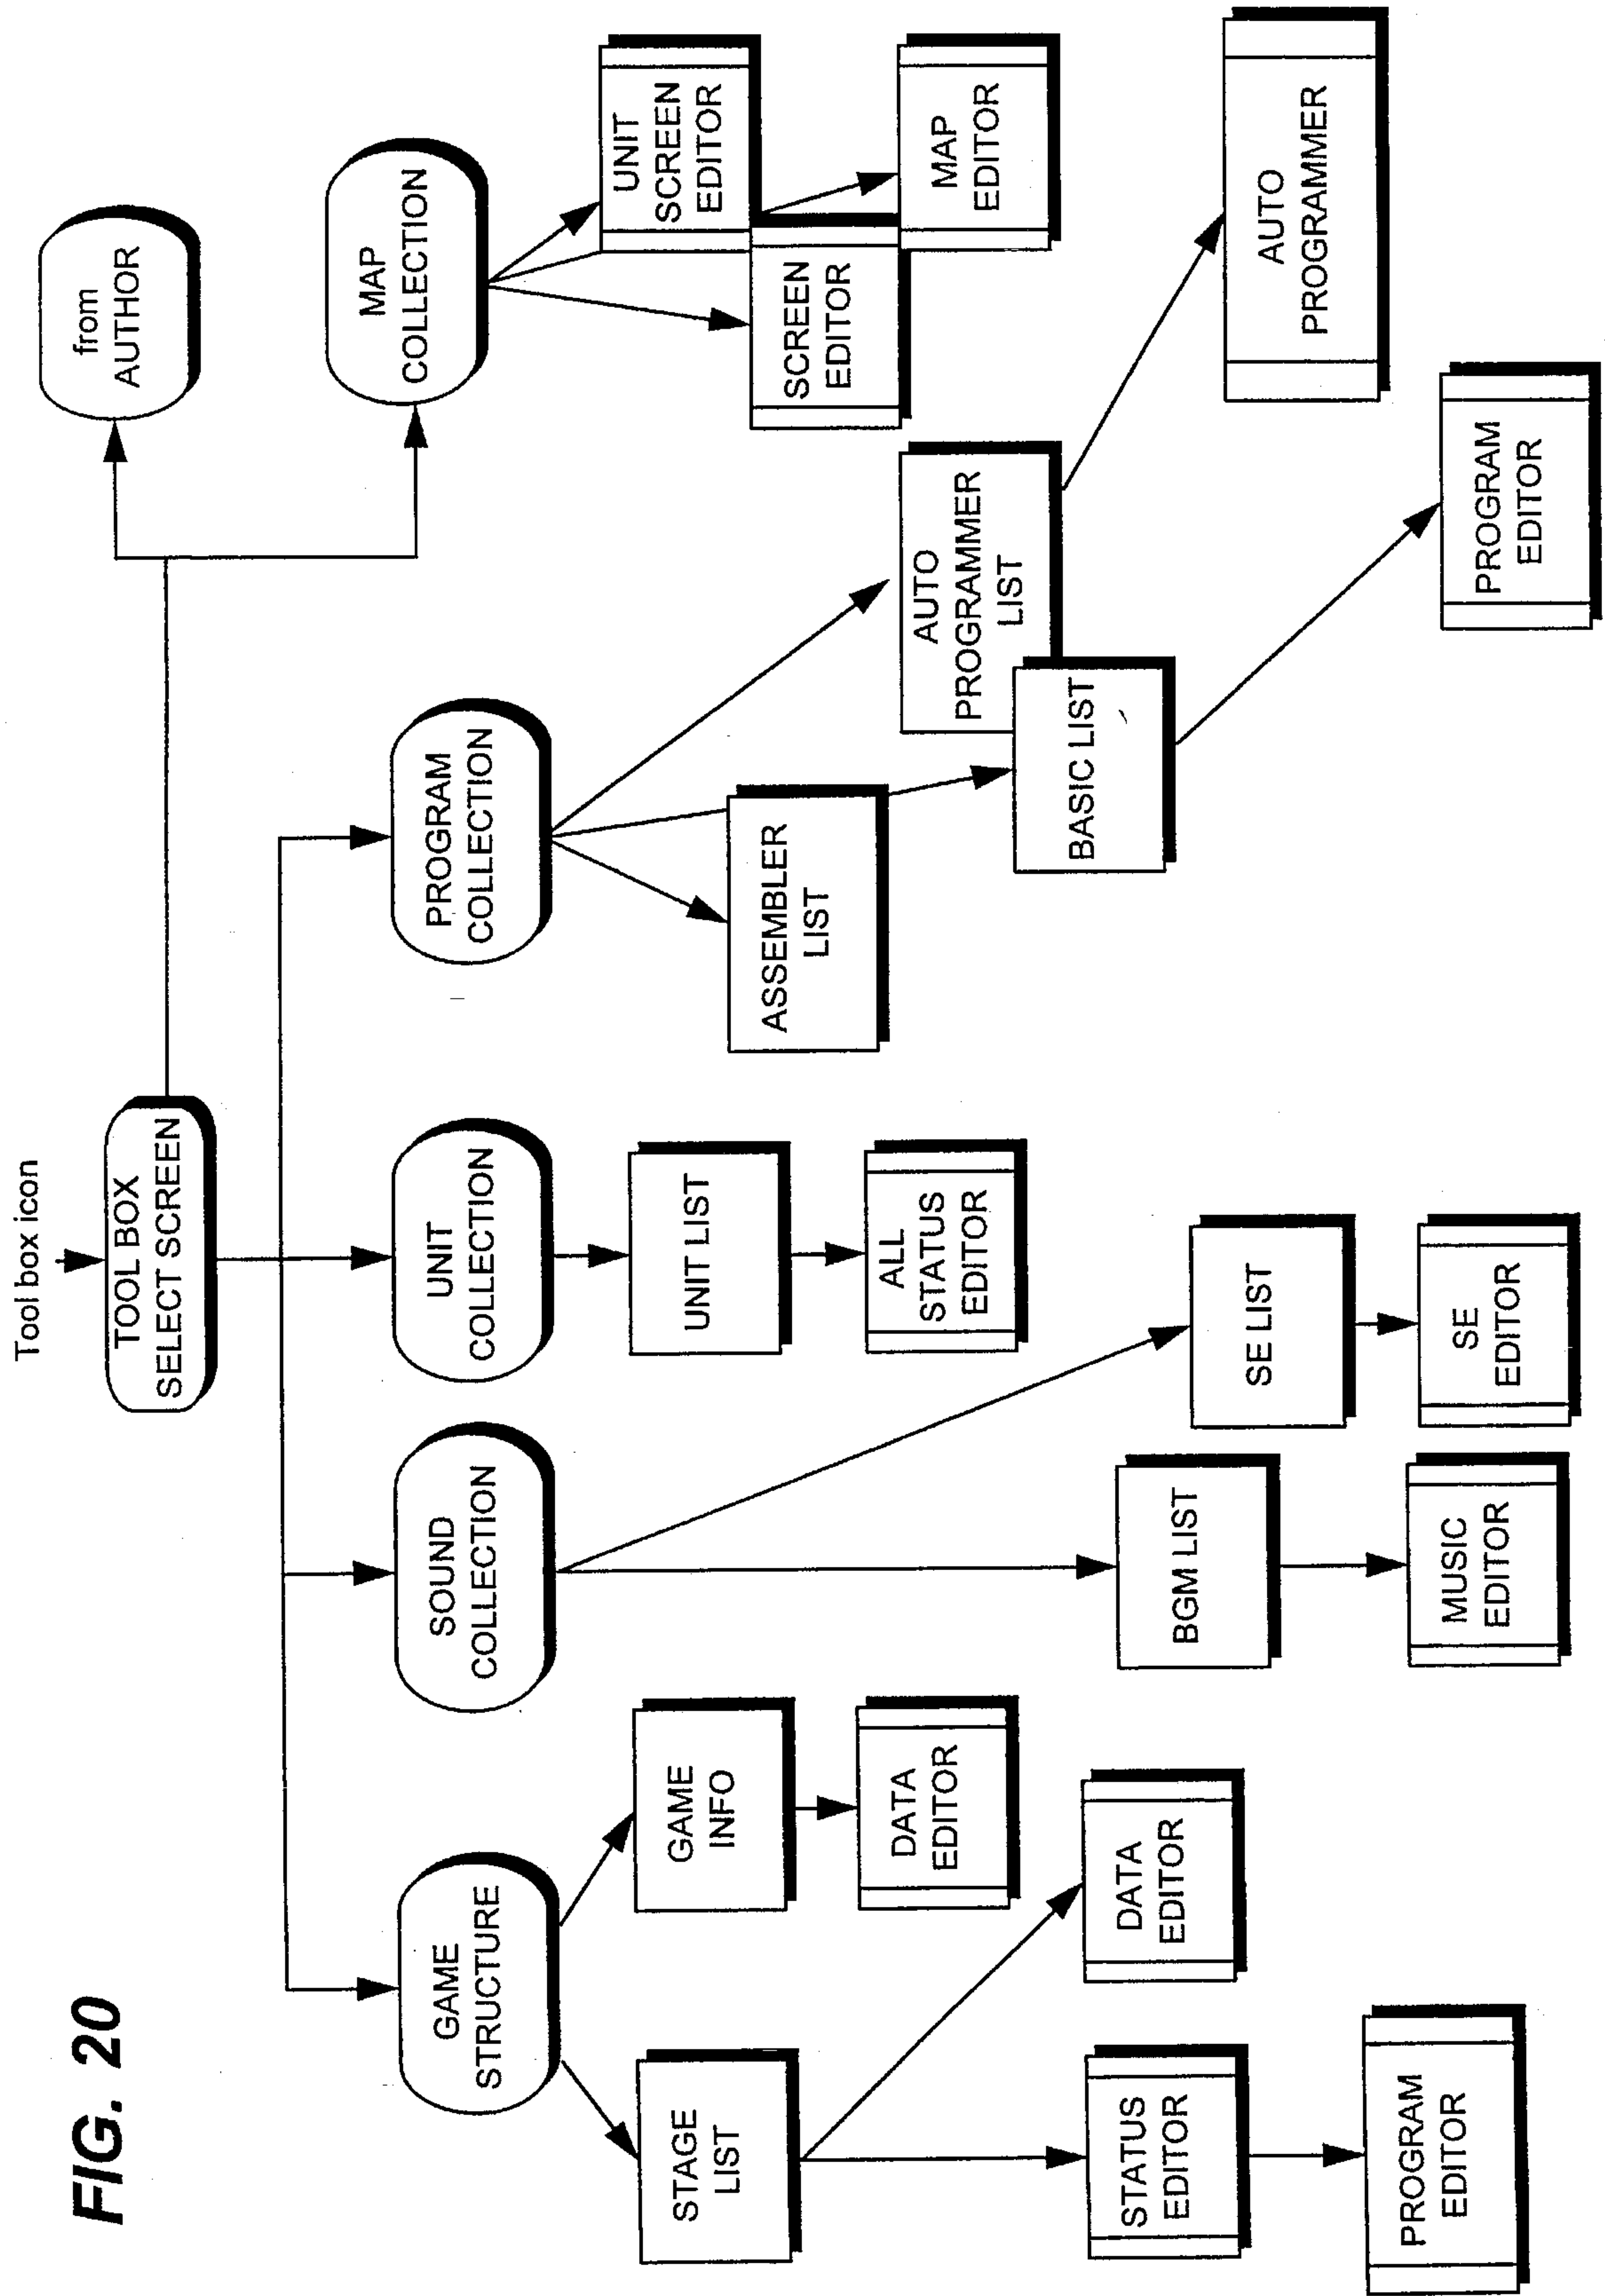 FIG. 20
Tool box icon
TOOL BOX
SELECT SCREEN
from
AUTHOR
MAP
COLLECTION
GAME
STRUCTURE
SOUND
COLLECTION
UNIT
COLLECTION
PROGRAM
COLLECTION
STAGE
LIST
GAME
INFO
UNIT LIST
ASSEMBLER
LIST
SCREEN
EDITOR
UNIT
SCREEN
EDITOR
DATA
EDITOR
ALL
STATUS
EDITOR
AUTO
PROGRAMMER
LIST
MAP
EDITOR
BASIC LIST
STATUS
EDITOR
DATA
EDITOR
BGM LIST
SE LIST
AUTO
PROGRAMMER
PROGRAM
EDITOR
MUSIC
EDITOR
SE
EDITOR
PROGRAM
EDITOR